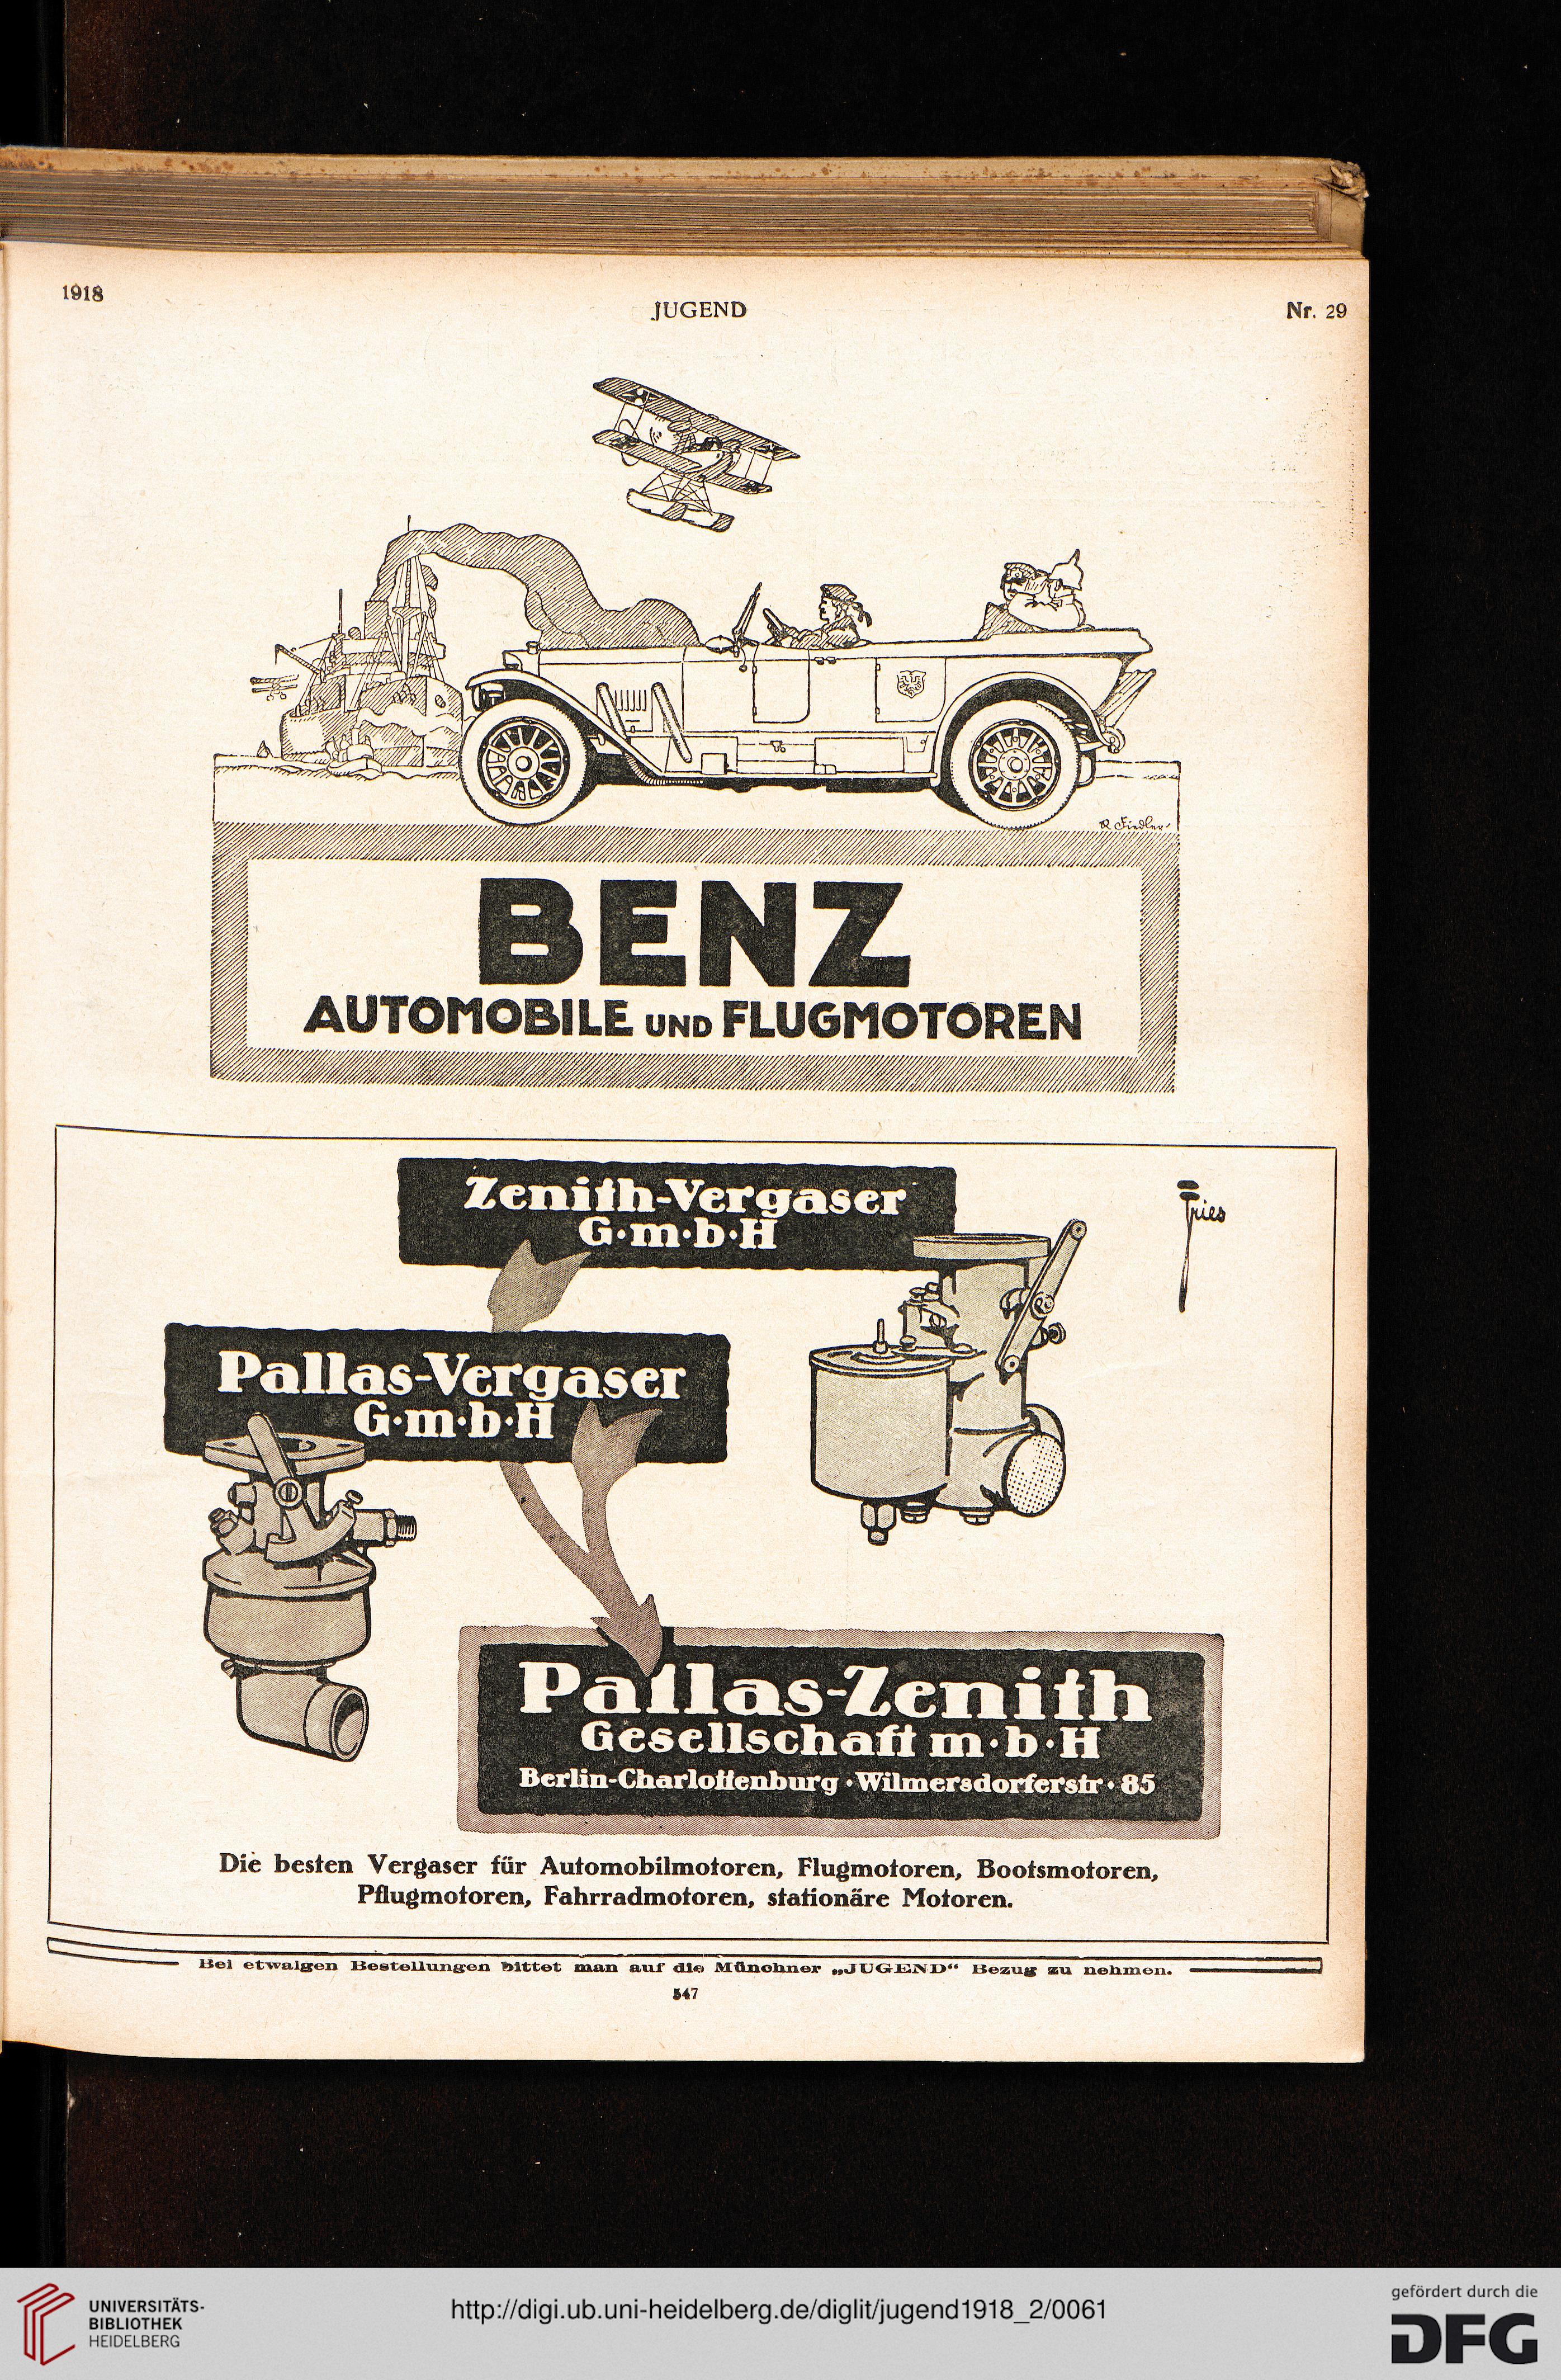 1918
JUGEND
Nr. 29
R Fiedler
BENZ
AUTOMOBILE UND FLUGMOTOREN
Zenith-Vergaser
G·m·b·H
Fries
Pallas-Vergaser
G·m·b·H
Pallas-Zenith
Gesellschaft m·b·H
Berlin-Charlottenburg · Wilmersdorferstr · 85
Die besten Vergaser für Automobilmotoren, Flugmotoren, Bootsmotoren,
Pflugmotoren, Fahrradmotoren, stationäre Motoren.
Bei etwaigen Bestellungen bittet man auf die Münchner „JUGEND“ Bezug zu nehmen.
547
UNIVERSITÄTS-
BIBLIOTHEK
HEIDELBERG
http://digi.ub.uni-heidelberg.de/diglit/jugend1918_2/0061
gefördert durch die
DFG